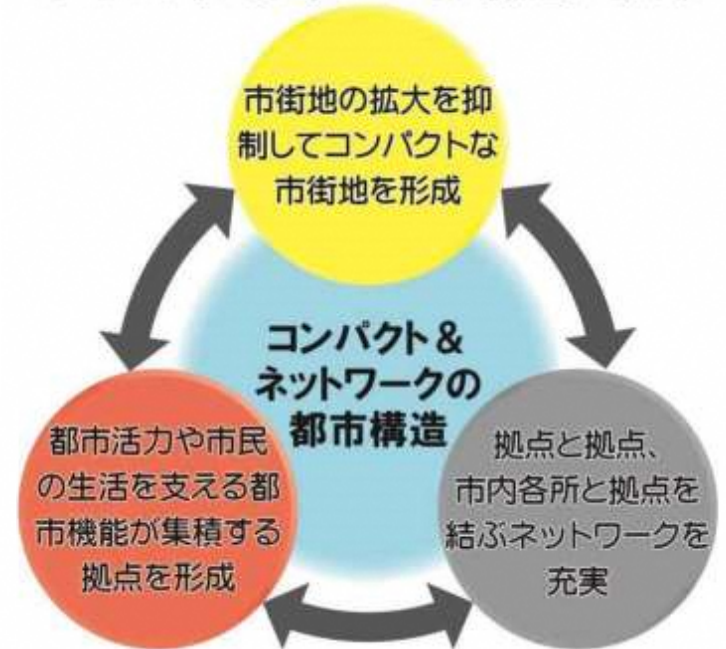 市街地の拡大を抑
制してコンパクトな
市街地を形成
コンパクト＆
ネットワークの
都市構造
都市活力や市民
の生活を支える都
市機能が集積する
拠点を形成
拠点と拠点、
市内各所と拠点を
結ぶネットワークを
充実